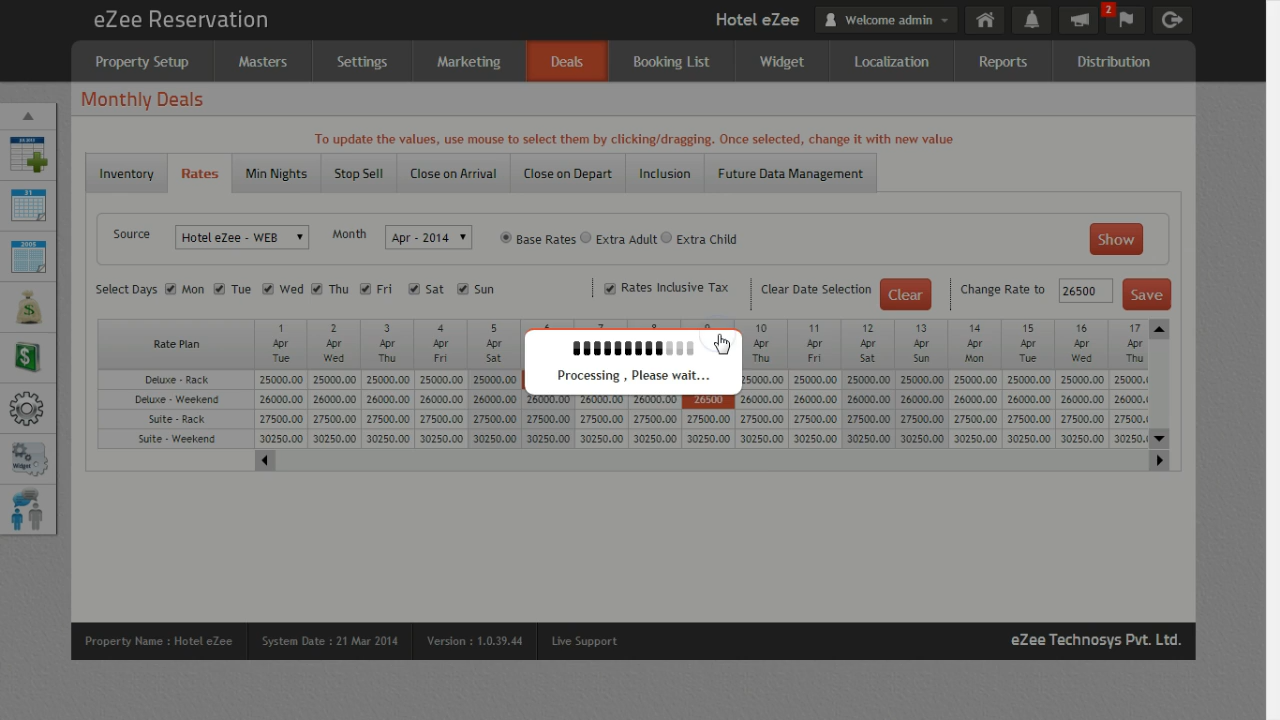 eZee Reservation
Hotel eZee
Welcome admin
2
Property Setup Masters Settings Marketing Deals Booking List Widget Localization Reports Distribution
Monthly Deals
To update the values, use mouse to select them by clicking/dragging. Once selected, change it with new value
Inventory Rates Min Nights Stop Sell Close on Arrival Close on Depart Inclusion Future Data Management
Source Hotel eZee - WEB Month Apr - 2014 Base Rates Extra Adult Extra Child Show
Select Days Mon Tue Wed Thu Fri Sat Sun Rates Inclusive Tax Clear Date Selection Clear Change Rate to 26500 Save
Rate Plan
1 Apr Tue
2 Apr Wed
3 Apr Thu
4 Apr Fri
5 Apr Sat
10 Apr Thu
11 Apr Fri
12 Apr Sat
13 Apr Sun
14 Apr Mon
15 Apr Tue
16 Apr Wed
17 Apr Thu
Processing , Please wait...
Deluxe - Rack 25000.00 25000.00 25000.00 25000.00 25000.00 25000.00 25000.00 25000.00 25000.00 25000.00 25000.00 25000.00 25000.0
Deluxe - Weekend 26000.00 26000.00 26000.00 26000.00 26000.00 26000.00 26000.00 26000.00 26500 26000.00 26000.00 26000.00 26000.00 26000.00 26000.00 26000.00 26000.0
Suite - Rack 27500.00 27500.00 27500.00 27500.00 27500.00 27500.00 27500.00 27500.00 27500.00 27500.00 27500.00 27500.00 27500.00 27500.00 27500.00 27500.00 27500.0
Suite - Weekend 30250.00 30250.00 30250.00 30250.00 30250.00 30250.00 30250.00 30250.00 30250.00 30250.00 30250.00 30250.00 30250.00 30250.00 30250.00 30250.00 30250.0
Property Name : Hotel eZee System Date : 21 Mar 2014 Version : 1.0.39.44 Live Support eZee Technosys Pvt. Ltd.